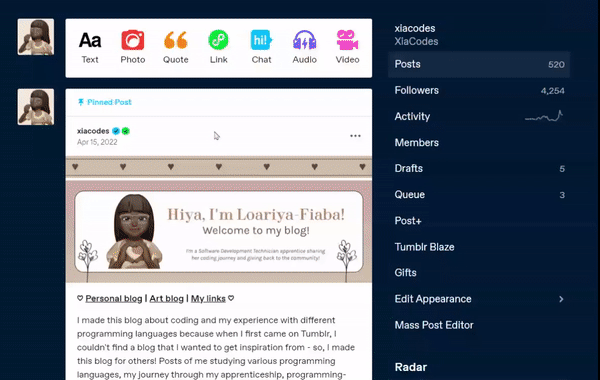 Aa
Text
Photo
Quote
Link
hi!
Chat
Audio
Video
Pinned Post
xiacodes
Apr 15, 2022
Hiya, I'm Loariya-Fiaba!
Welcome to my blog!
I'm a Software Development Technician apprentice sharing
her coding journey and giving back to the community!
♡ Personal blog | Art blog | My links ♡
I made this blog about coding and my experience with different
programming languages because when I first came on Tumblr, I
couldn't find a blog that i wanted to get inspiration from - so, I made
this blog for others! Posts of me studying various programming
languages, my journey through my apprenticeship, programming-
xiacodes
XiaCodes
Posts 520
Followers 4,254
Activity
Members
Drafts 5
Queue 3
Post+
Tumblr Blaze
Gifts
Edit Appearance
Mass Post Editor
Radar